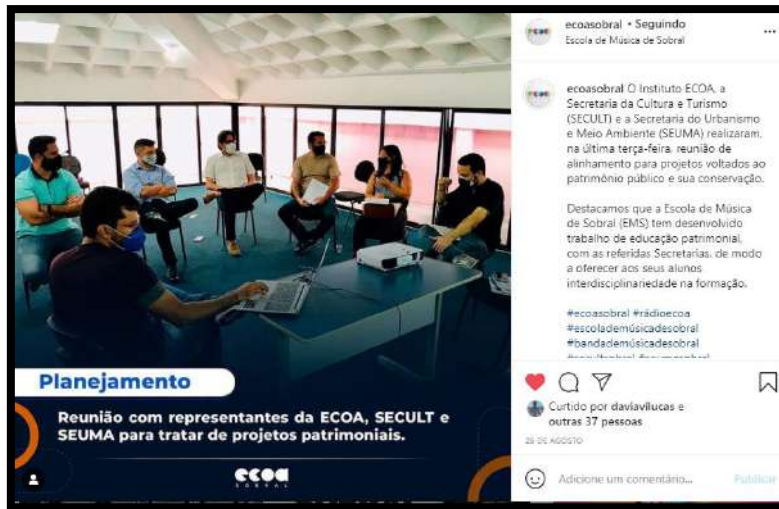 ecoasobral • Seguindo
Escola de Música de Sobral
ecoasobral O Instituto ECOA, a
Secretaria da Cultura e Turismo
(SECULT) e a Secretaria do Urbanismo
e Meio Ambiente (SEUMA) realizaram,
na última terça-feira, reunião de
alinhamento para projetos voltados ao
patrimônio público e sua conservação.
Destacamos que a Escola de Música
de Sobral (EMS) tem desenvolvido
trabalho de educação patrimonial,
com as referidas Secretarias, de modo
a oferecer aos seus alunos
interdisciplinariedade na formação.
#ecoasobral #rádioecoa
#escolademúsicadesobral
#bandademúsicadesobral
Planejamento
Reunião com representantes da ECOA, SECULT e
SEUMA para tratar de projetos patrimoniais.
ecoa
SOBRAL
Curtido por daviavilucas e
outras 37 pessoas
26 DE AGOSTO
Adicione um comentário... Publicar